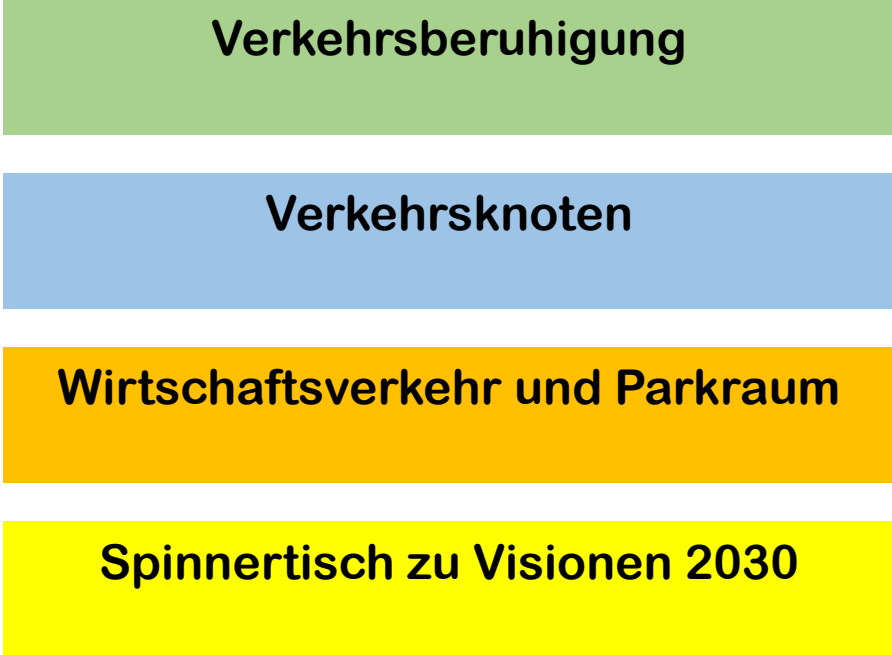 Verkehrsberuhigung
Verkehrsknoten
Wirtschaftsverkehr und Parkraum
Spinnertisch zu Visionen 2030